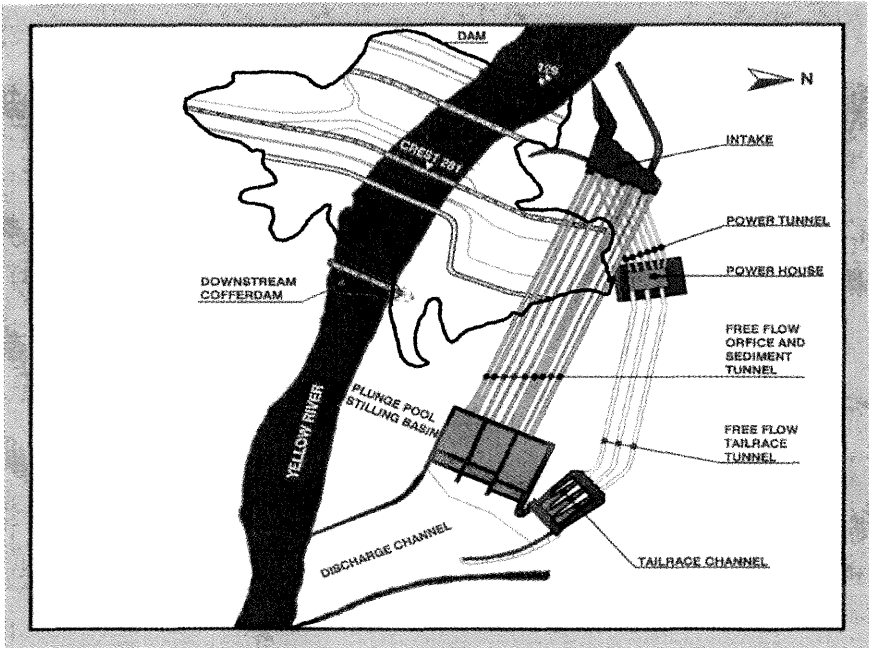 DAM
N
INTAKE
CREST 281
POWER TUNNEL
POWER HOUSE
DOWNSTREAM
COFFERDAM
FREE FLOW
ORFICE AND
SEDIMENT
TUNNEL
PLUNGE POOL
STILLING BASIN
YELLOW RIVER
FREE FLOW
TAILRACE
TUNNEL
DISCHARGE CHANNEL
TAILRACE CHANNEL